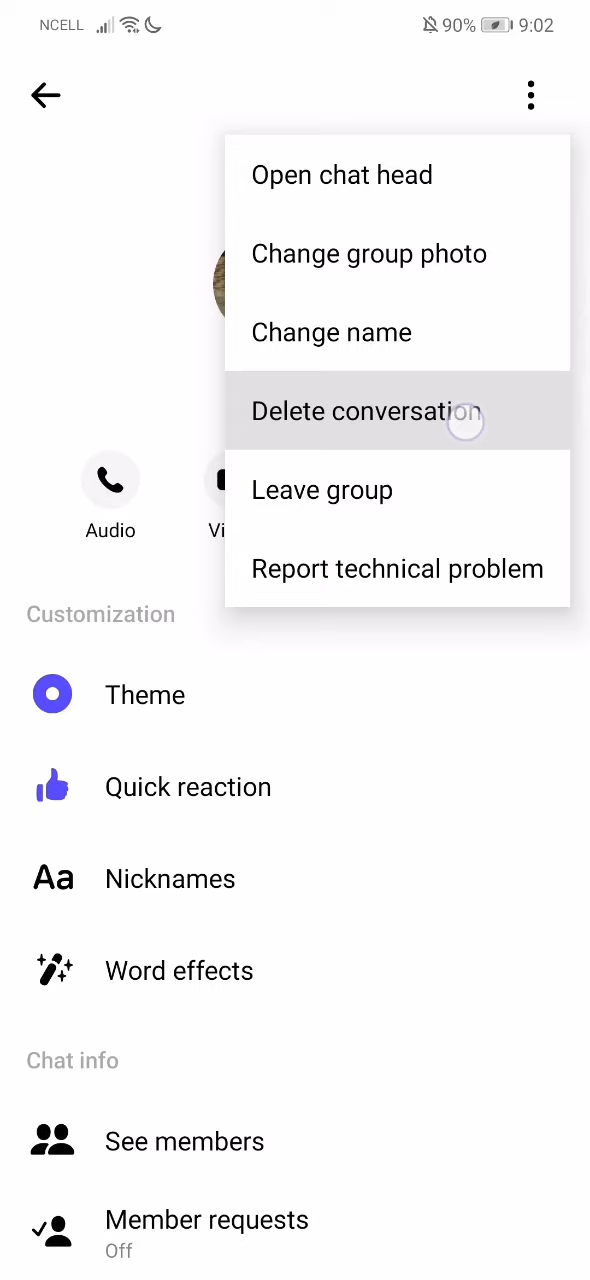 NCELL 90% 9:02
Open chat head
Change group photo
Change name
Delete conversation
Leave group
Report technical problem
Audio Vi
Customization
Theme
Quick reaction
Aa Nicknames
Word effects
Chat info
See members
Member requests
Off